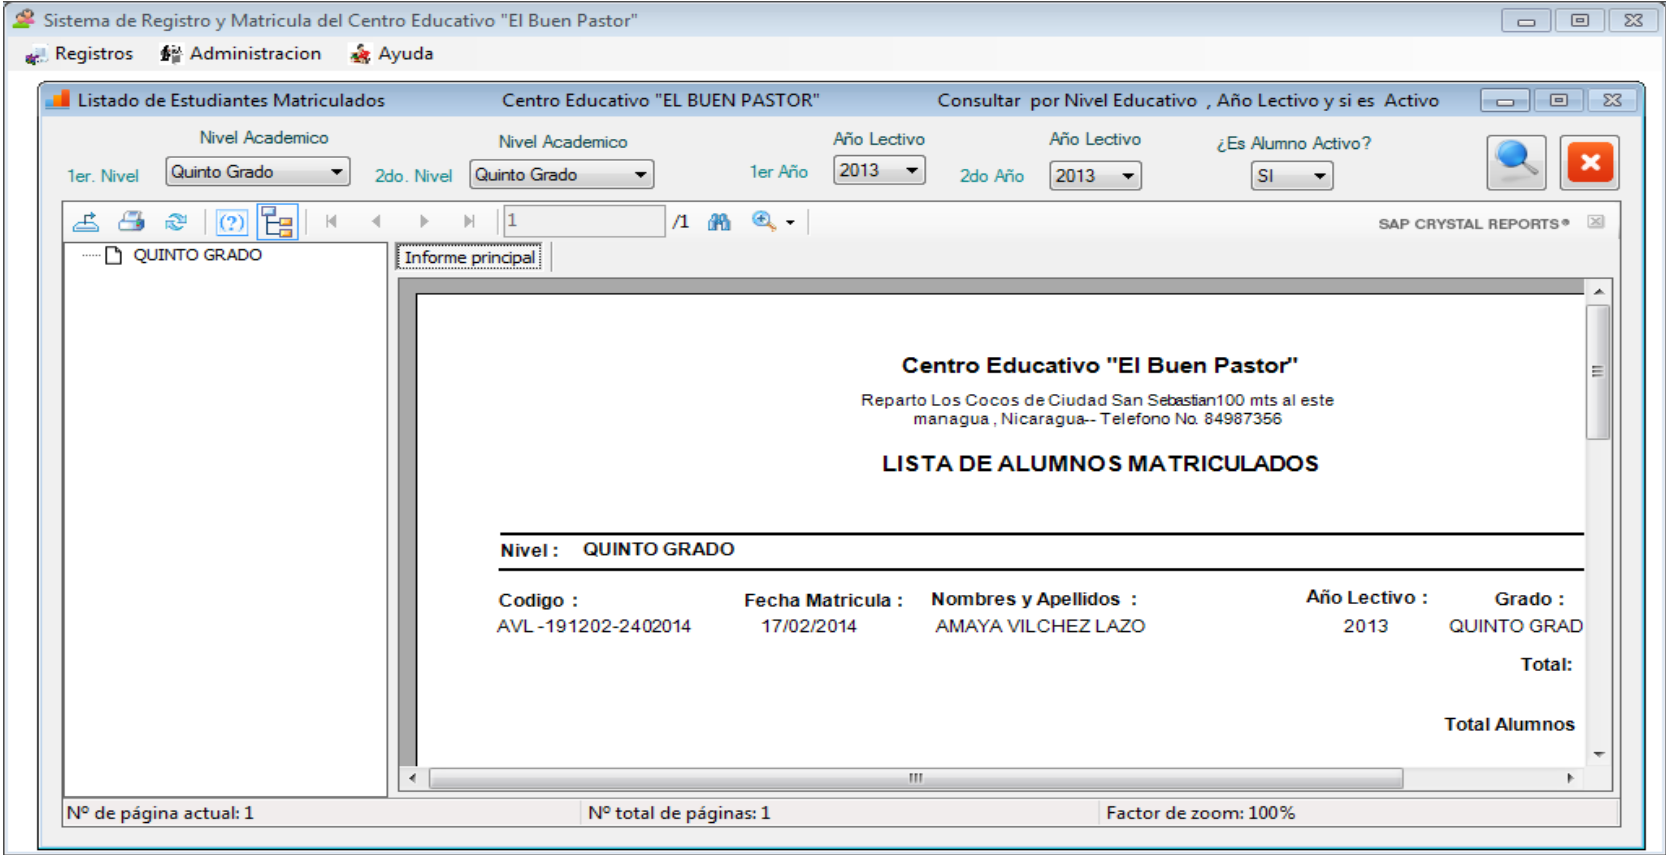 Sistema de Registro y Matricula del Centro Educativo "El Buen Pastor"
Registros Administracion Ayuda
Listado de Estudiantes Matriculados Centro Educativo "EL BUEN PASTOR" Consultar por Nivel Educativo , Año Lectivo y si es Activo
Nivel Academico Nivel Academico Año Lectivo Año Lectivo ¿Es Alumno Activo?
1er. Nivel Quinto Grado 2do. Nivel Quinto Grado 1er Año 2013 2do Año 2013 SI
(?) 1 /1 SAP CRYSTAL REPORTS®
QUINTO GRADO
Informe principal
Centro Educativo "El Buen Pastor"
Reparto Los Cocos de Ciudad San Sebastian100 mts al este
managua , Nicaragua-- Telefono No. 84987356
LISTA DE ALUMNOS MATRICULADOS
Nivel : QUINTO GRADO
Codigo : Fecha Matricula : Nombres y Apellidos : Año Lectivo : Grado :
AVL-191202-2402014 17/02/2014 AMAYA VILCHEZ LAZO 2013 QUINTO GRAD
Total:
Total Alumnos
Nº de página actual: 1 Nº total de páginas: 1 Factor de zoom: 100%